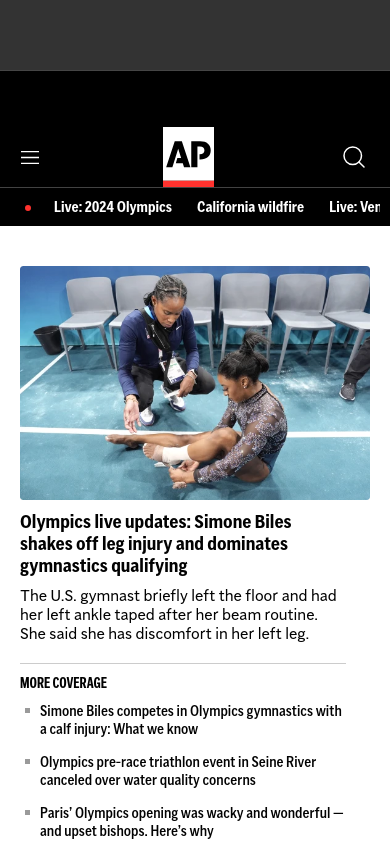 AP
Live: 2024 Olympics California wildfire Live: Ven
Olympics live updates: Simone Biles
shakes off leg injury and dominates
gymnastics qualifying
The U.S. gymnast briefly left the floor and had
her left ankle taped after her beam routine.
She said she has discomfort in her left leg.
MORE COVERAGE
Simone Biles competes in Olympics gymnastics with
a calf injury: What we know
Olympics pre-race triathlon event in Seine River
canceled over water quality concerns
Paris’ Olympics opening was wacky and wonderful —
and upset bishops. Here’s why